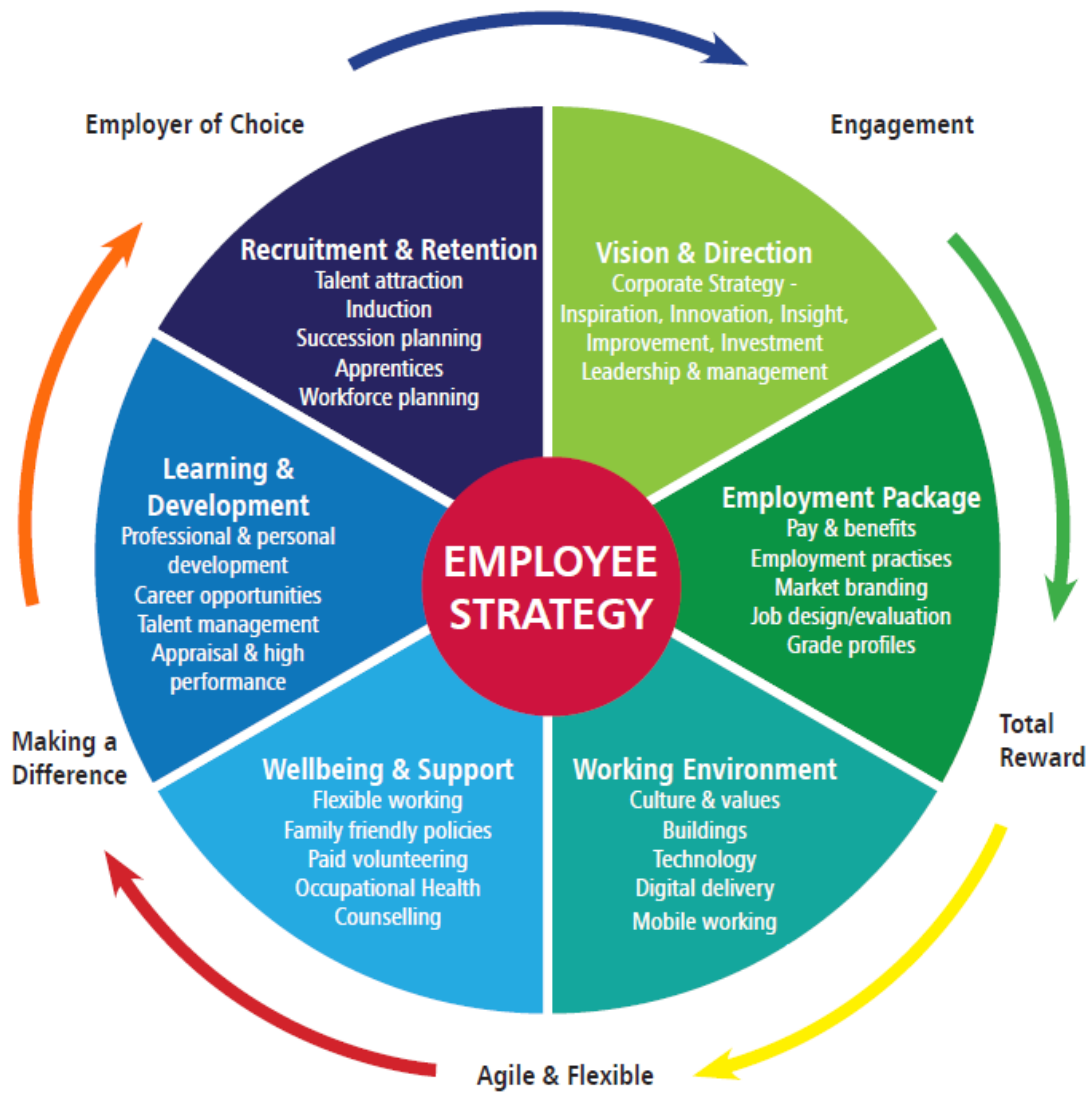 Employer of Choice
Engagement
Recruitment & Retention
Talent attraction
Induction
Succession planning
Apprentices
Workforce planning
Vision & Direction
Corporate Strategy -
Inspiration, Innovation, Insight,
Improvement, Investment
Leadership & management
Learning &
Development
Professional & personal
development
Career opportunities
Talent management
Appraisal & high
performance
EMPLOYEE
STRATEGY
Employment Package
Pay & benefits
Employment practises
Market branding
Job design/evaluation
Grade profiles
Making a
Difference
Total
Reward
Wellbeing & Support
Flexible working
Family friendly policies
Paid volunteering
Occupational Health
Counselling
Working Environment
Culture & values
Buildings
Technology
Digital delivery
Mobile working
Agile & Flexible